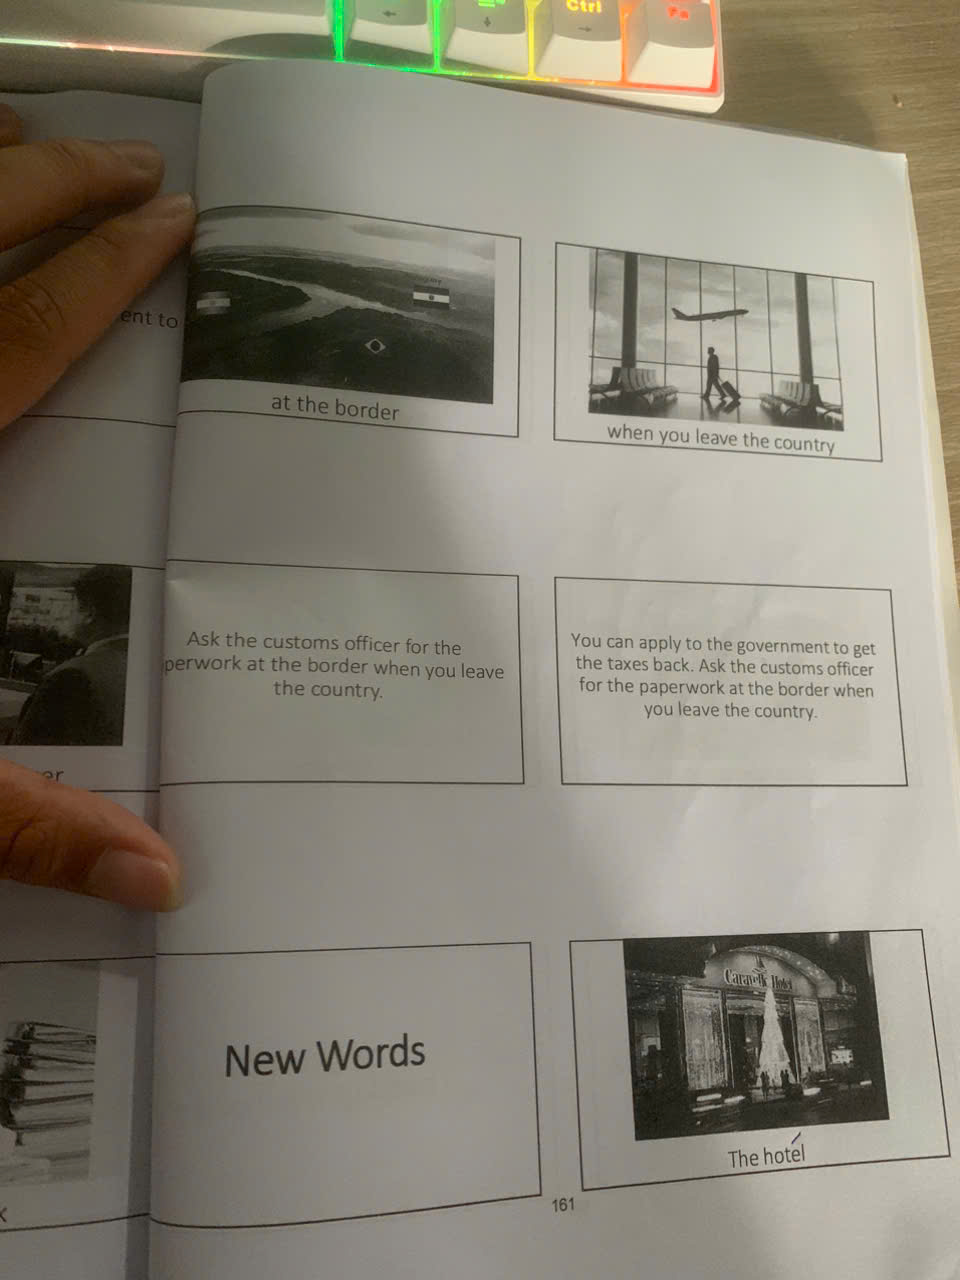 Ctrl
Fn
ent to
at the border
when you leave the country
Ask the customs officer for the
perwork at the border when you leave
the country.
You can apply to the government to get
the taxes back. Ask the customs officer
for the paperwork at the border when
you leave the country.
er
New Words
Caravelle Hotel
The hotel
161